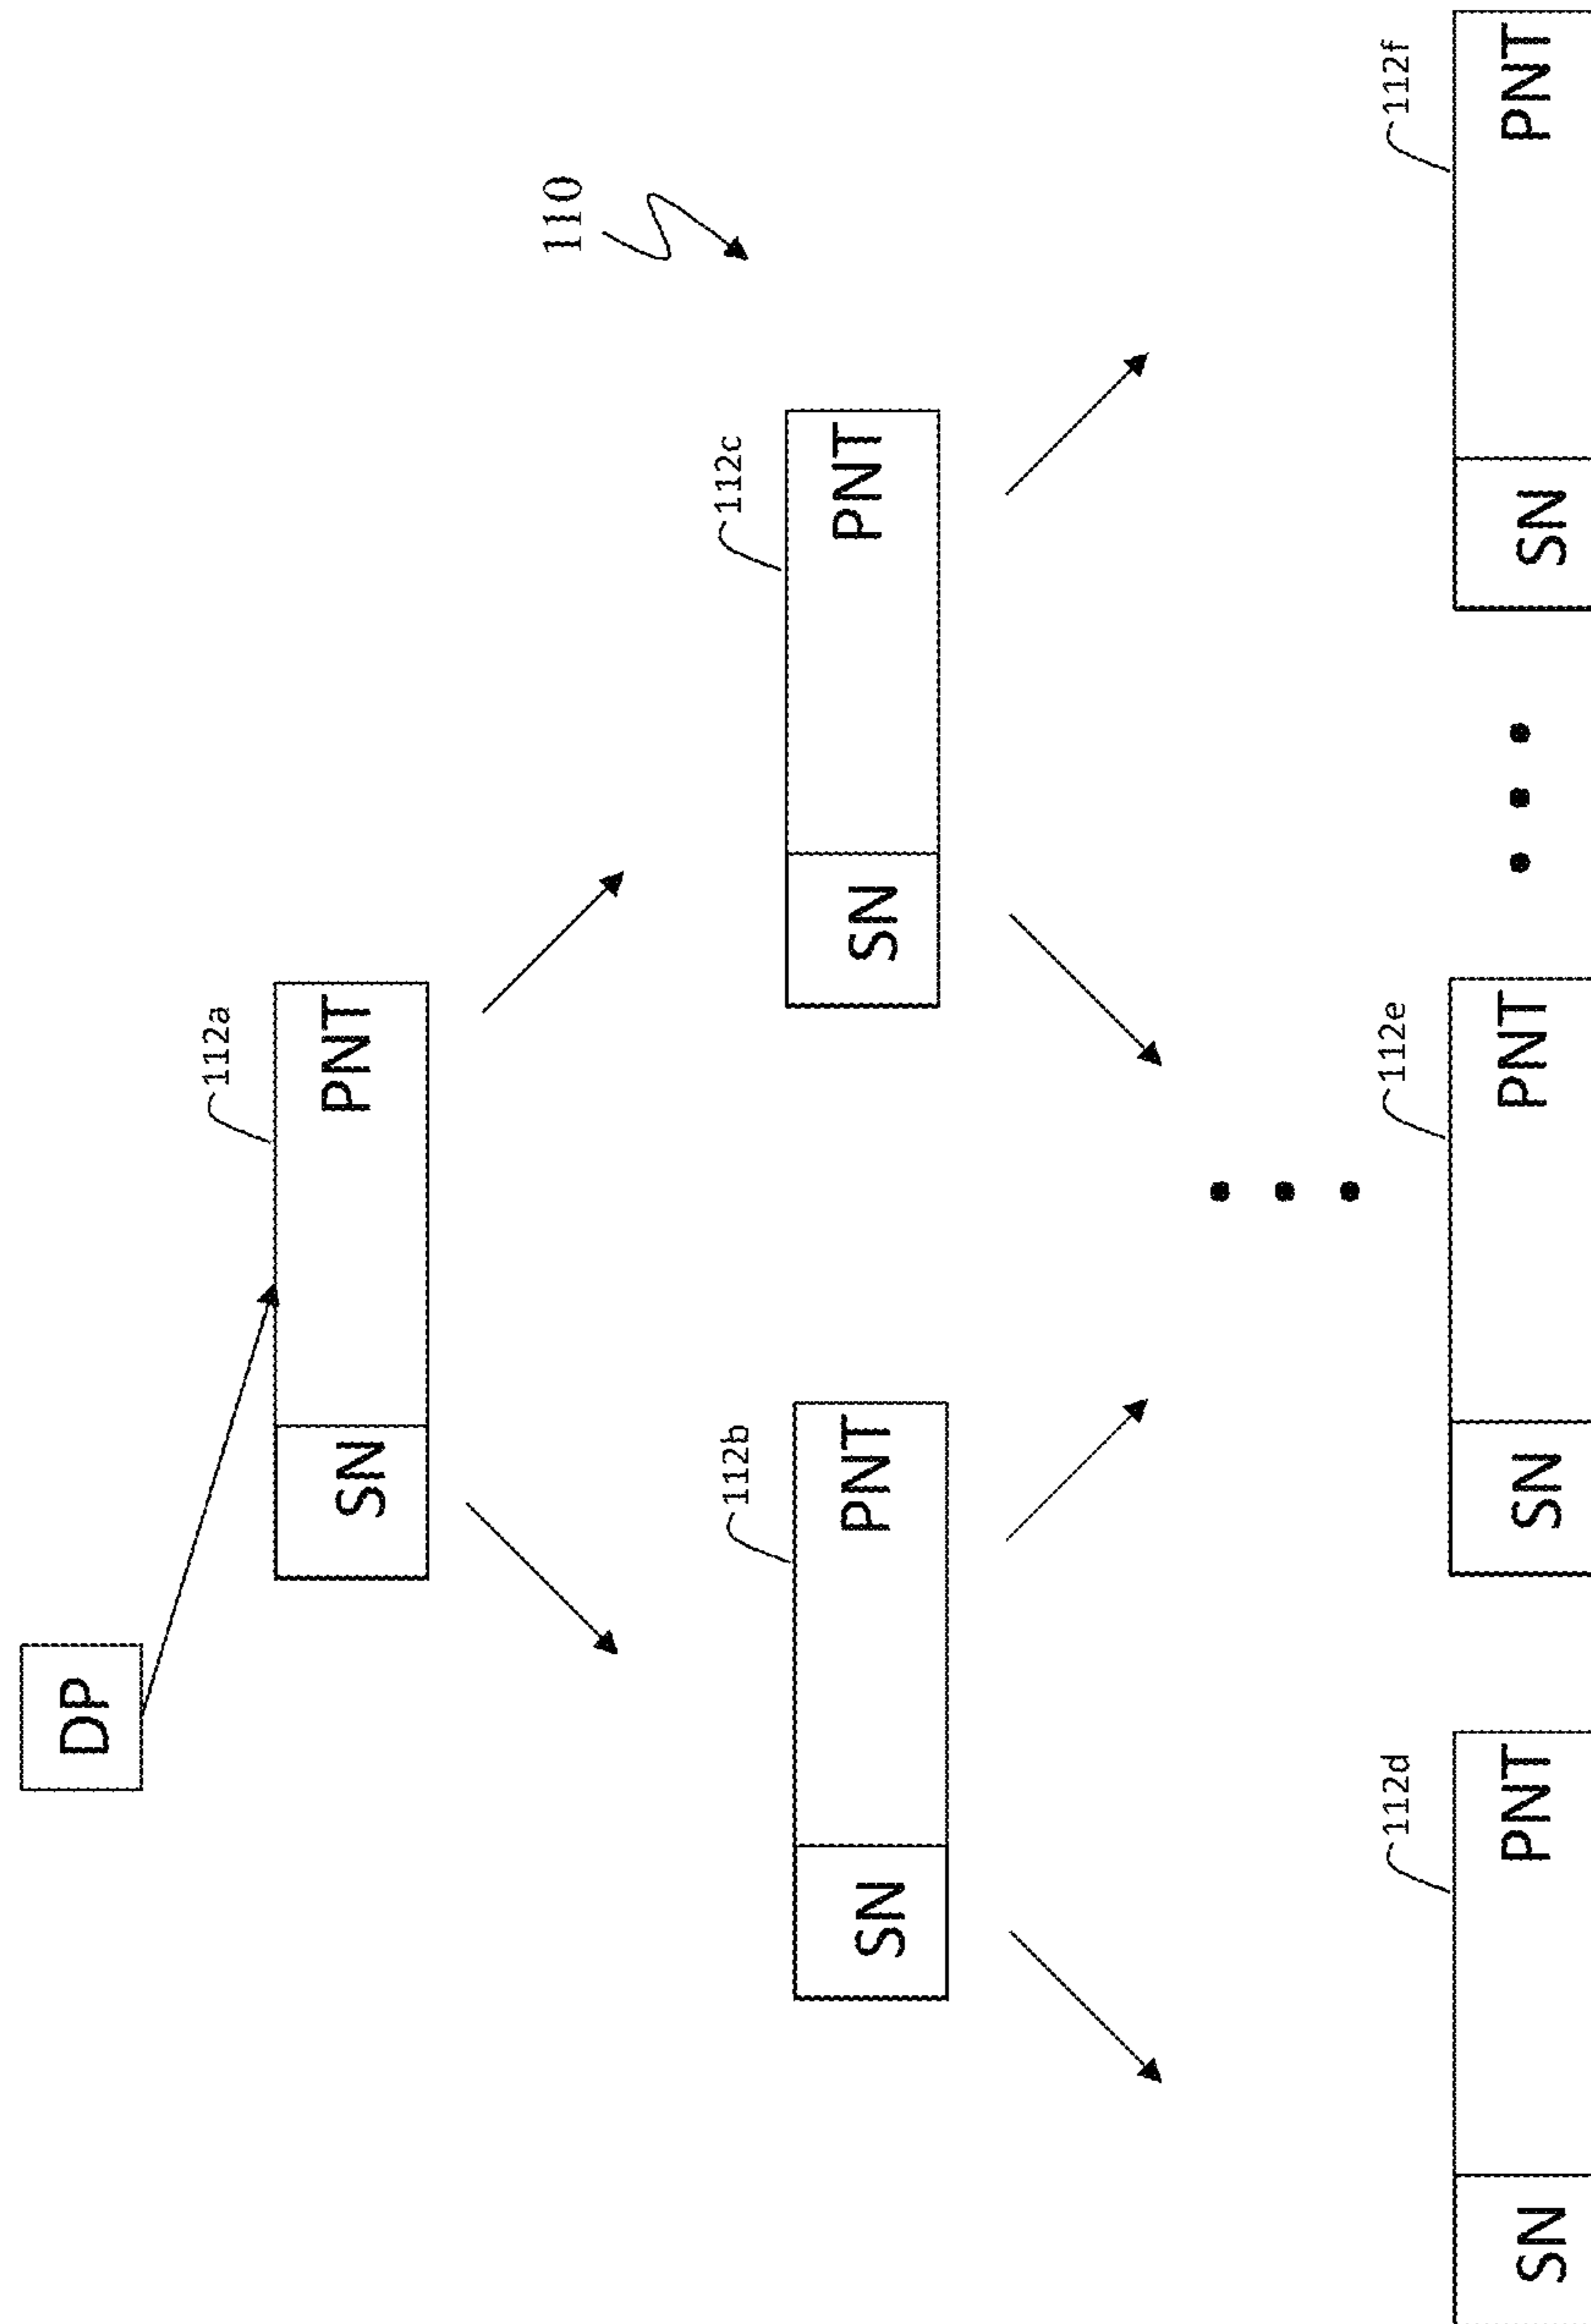 DP
112a
SN PNT
110
112b
112c
SN PNT
SN PNT
112d
112e
112f
SN PNT
SN PNT
SN PNT